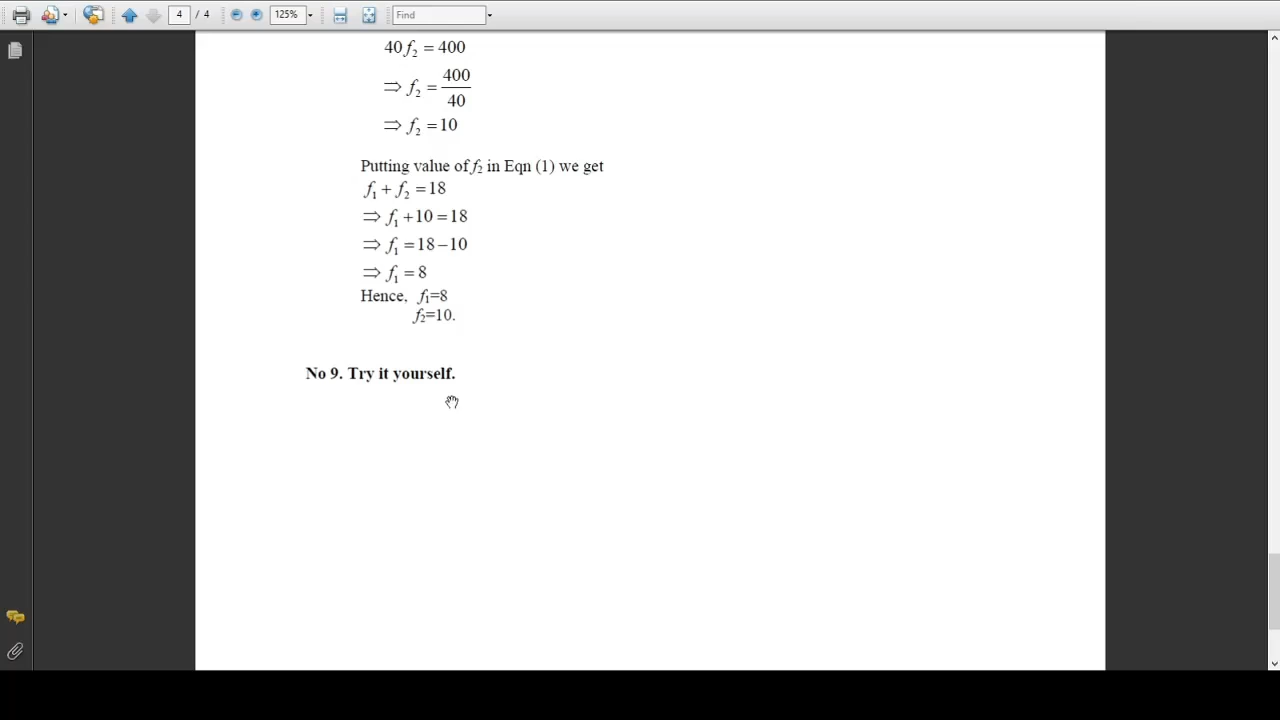 4 / 4 125% Find
40 f₂ = 400
⇒ f₂ = 400/40
⇒ f₂ = 10
Putting value of f₂ in Eqn (1) we get
f₁ + f₂ = 18
⇒ f₁ + 10 = 18
⇒ f₁ = 18 − 10
⇒ f₁ = 8
Hence, f₁=8
f₂=10.
No 9. Try it yourself.